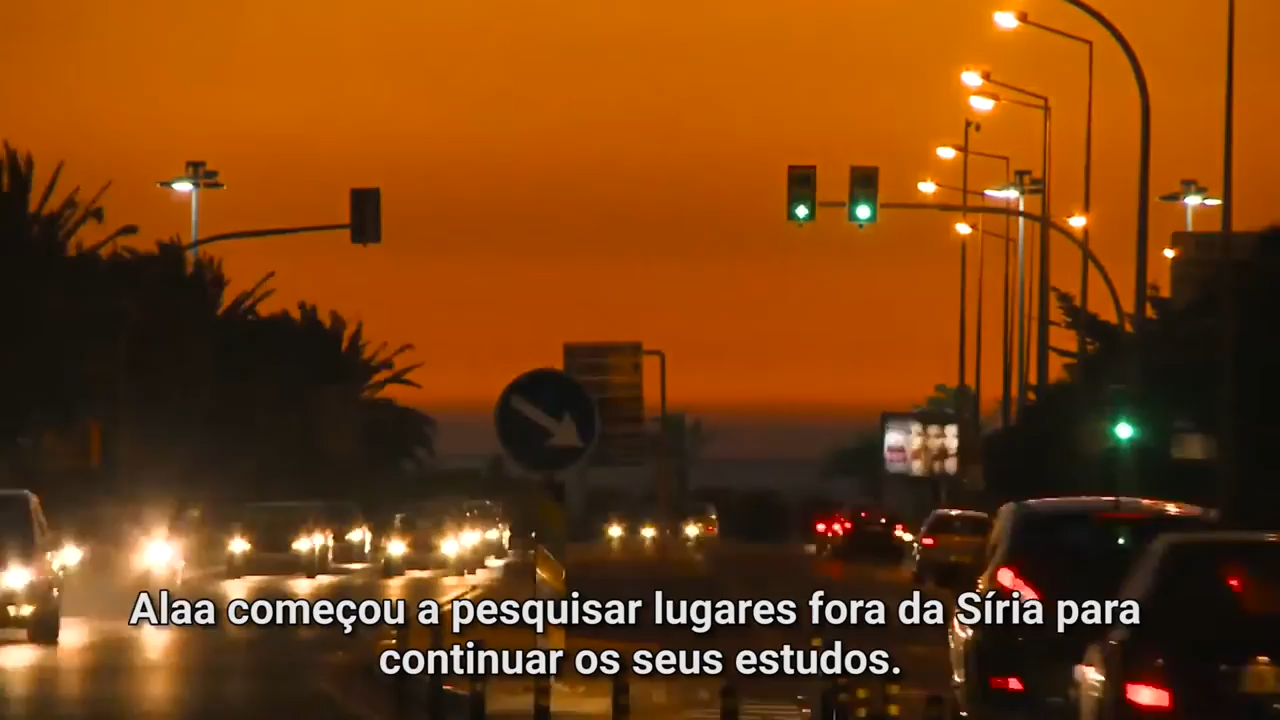 Alaa começou a pesquisar lugares fora da Síria para
continuar os seus estudos.